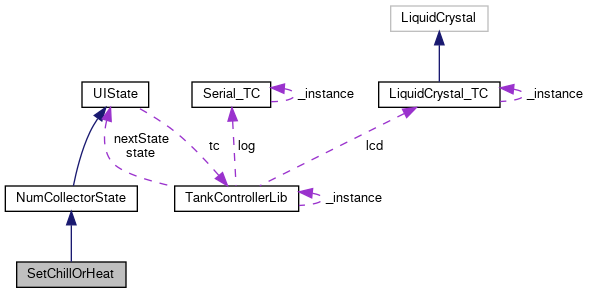 LiquidCrystal
UIState
Serial_TC
_instance
LiquidCrystal_TC
_instance
nextState
state
tc
log
lcd
NumCollectorState
TankControllerLib
_instance
SetChillOrHeat